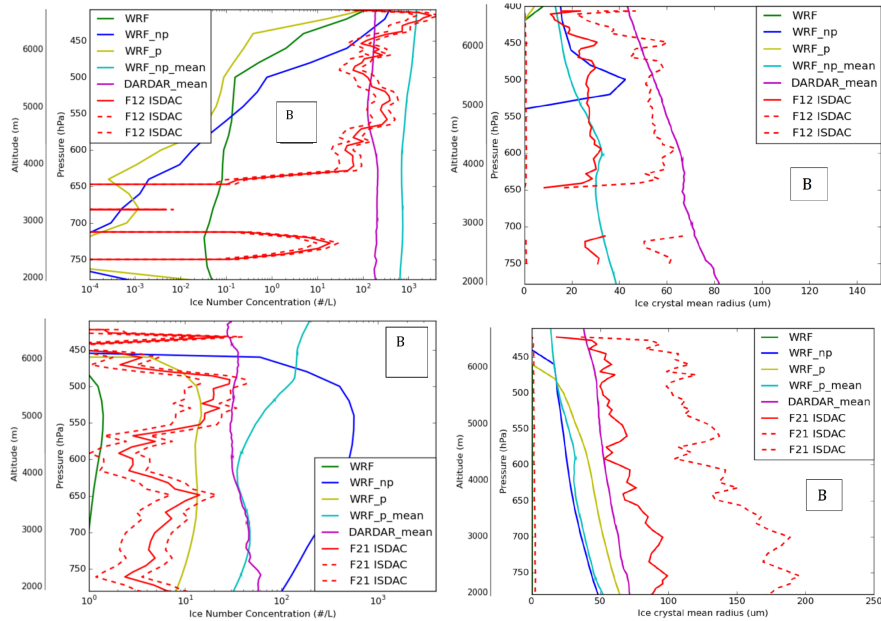 WRF
WRF_np
WRF_p
WRF_np_mean
DARDAR_mean
F12 ISDAC
F12 ISDAC
F12 ISDAC
B
Altitude (m)
6000
5000
4000
3000
2000
Pressure (hPa)
450
500
550
600
650
700
750
10^-4 10^-3 10^-2 10^-1 10^0 10^1 10^2 10^3
Ice Number Concentration (#/L)
WRF
WRF_np
WRF_p
WRF_np_mean
DARDAR_mean
F12 ISDAC
F12 ISDAC
F12 ISDAC
B
Altitude (m)
6000
5000
4000
3000
2000
Pressure (hPa)
400
450
500
550
600
650
700
750
0 20 40 60 80 100 120 140
Ice crystal mean radius (um)
B
WRF
WRF_np
WRF_p
WRF_p_mean
DARDAR_mean
F21 ISDAC
F21 ISDAC
F21 ISDAC
Altitude (m)
6000
5000
4000
3000
2000
Pressure (hPa)
450
500
550
600
650
700
750
10^0 10^1 10^2 10^3
Ice Number Concentration
(#/L)
WRF
WRF_np
WRF_p
WRF_p_mean
DARDAR_mean
F21 ISDAC
F21 ISDAC
F21 ISDAC
B
Altitude (m)
6000
5000
4000
3000
2000
Pressure (hPa)
450
500
550
600
650
700
750
0 50 100 150 200 250
Ice crystal mean radius (um)